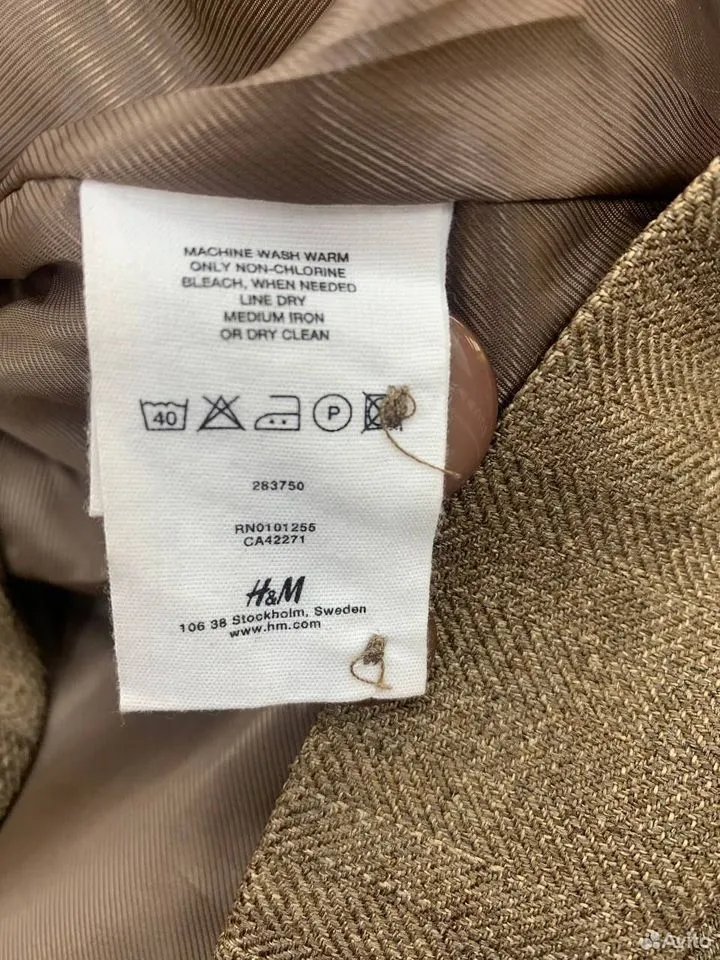 MACHINE WASH WARM
ONLY NON-CHLORINE
BLEACH, WHEN NEEDED
LINE DRY
MEDIUM IRON
OR DRY CLEAN
40 P
283750
RN0101255
CA42271
H&M
106 38 Stockholm, Sweden
www.hm.com
Avito